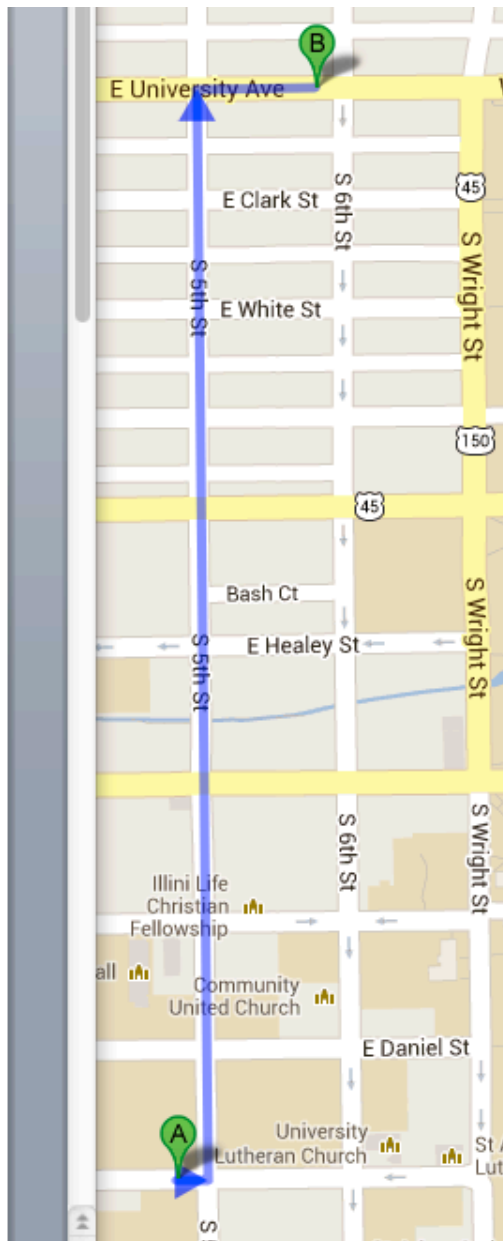 B
E University Ave
45
E Clark St
S 6th St
S Wright St
S 5th St
E White St
150
45
Bash Ct
S Wright St
E Healey St
S 5th St
S 6th St
S Wright St
Illini Life
Christian
Fellowship
all
Community
United Church
E Daniel St
A
University
Lutheran Church
St A
Lut
S